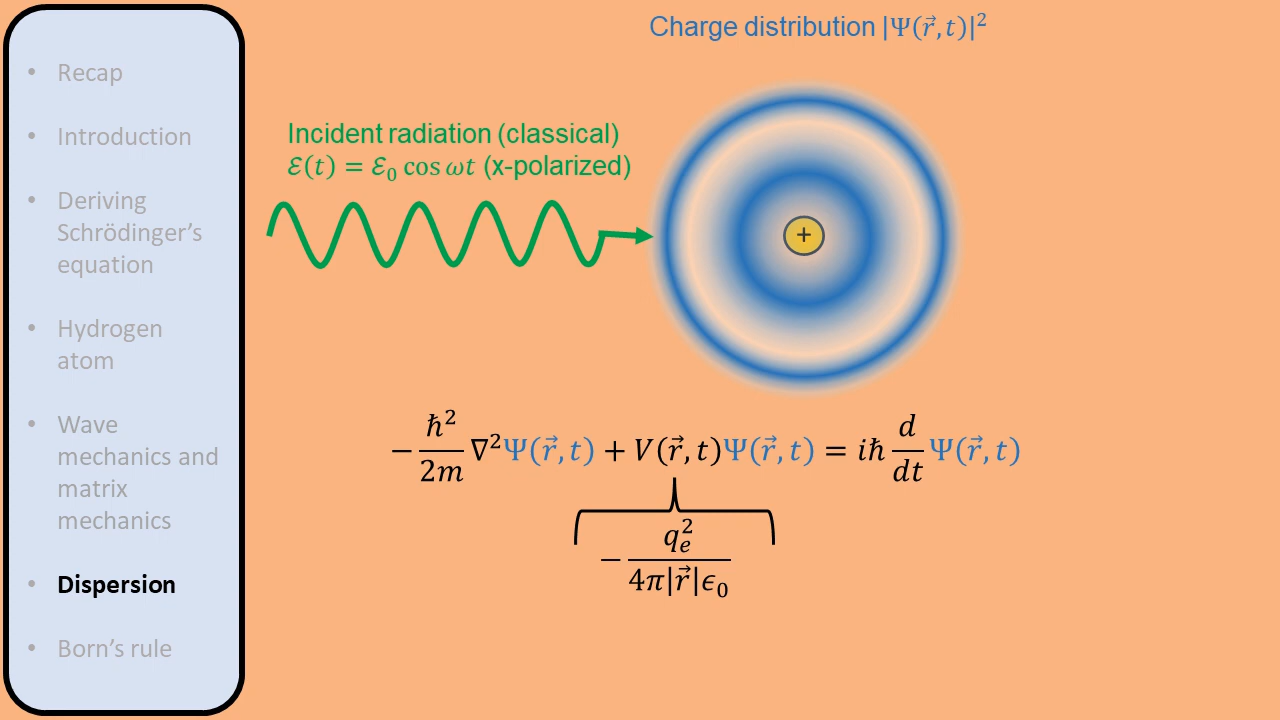 • Recap
• Introduction
• Deriving
Schrödinger's
equation
• Hydrogen
atom
• Wave
mechanics and
matrix
mechanics
• Dispersion
• Born's rule
Charge distribution |Ψ(r⃗, t)|²
Incident radiation (classical)
ℰ(t) = ℰ₀ cos ωt (x-polarized)
+
−ħ²/2m ∇²Ψ(r⃗, t) + V(r⃗, t)Ψ(r⃗, t) = iħ d/dt Ψ(r⃗, t)
− qₑ²/4π|r⃗|ϵ₀